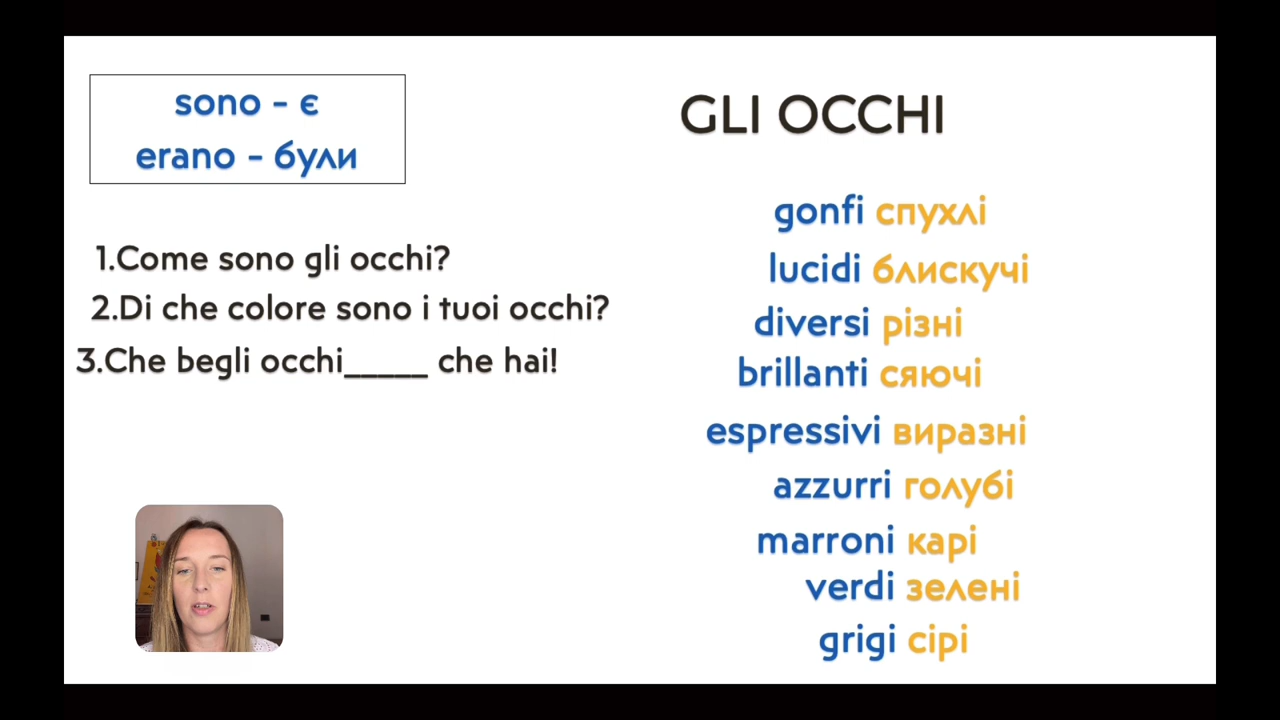 sono - є
erano - були
1.Come sono gli occhi?
2.Di che colore sono i tuoi occhi?
3.Che begli occhi_____ che hai!
GLI OCCHI
gonfi спухлі
lucidi блискучі
diversi різні
brillanti сяючі
espressivi виразні
azzurri голубі
marroni карі
verdi зелені
grigi сірі